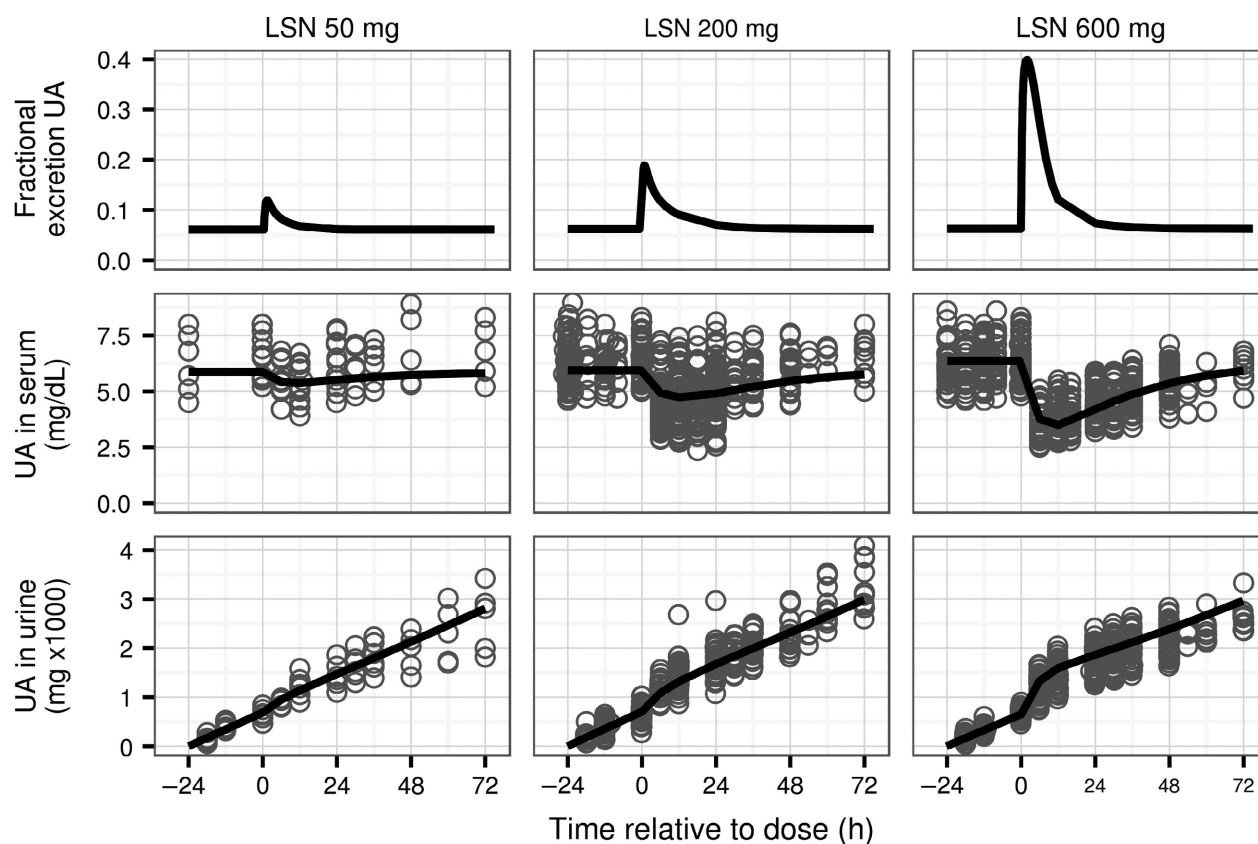 LSN 50 mg
LSN 200 mg
LSN 600 mg
Fractional
excretion UA
0.4
0.3
0.2
0.1
0.0
UA in serum
(mg/dL)
7.5
5.0
2.5
0.0
UA in urine
(mg x1000)
4
3
2
1
0
−24 0 24 48 72
−24 0 24 48 72
−24 0 24 48 72
Time relative to dose (h)